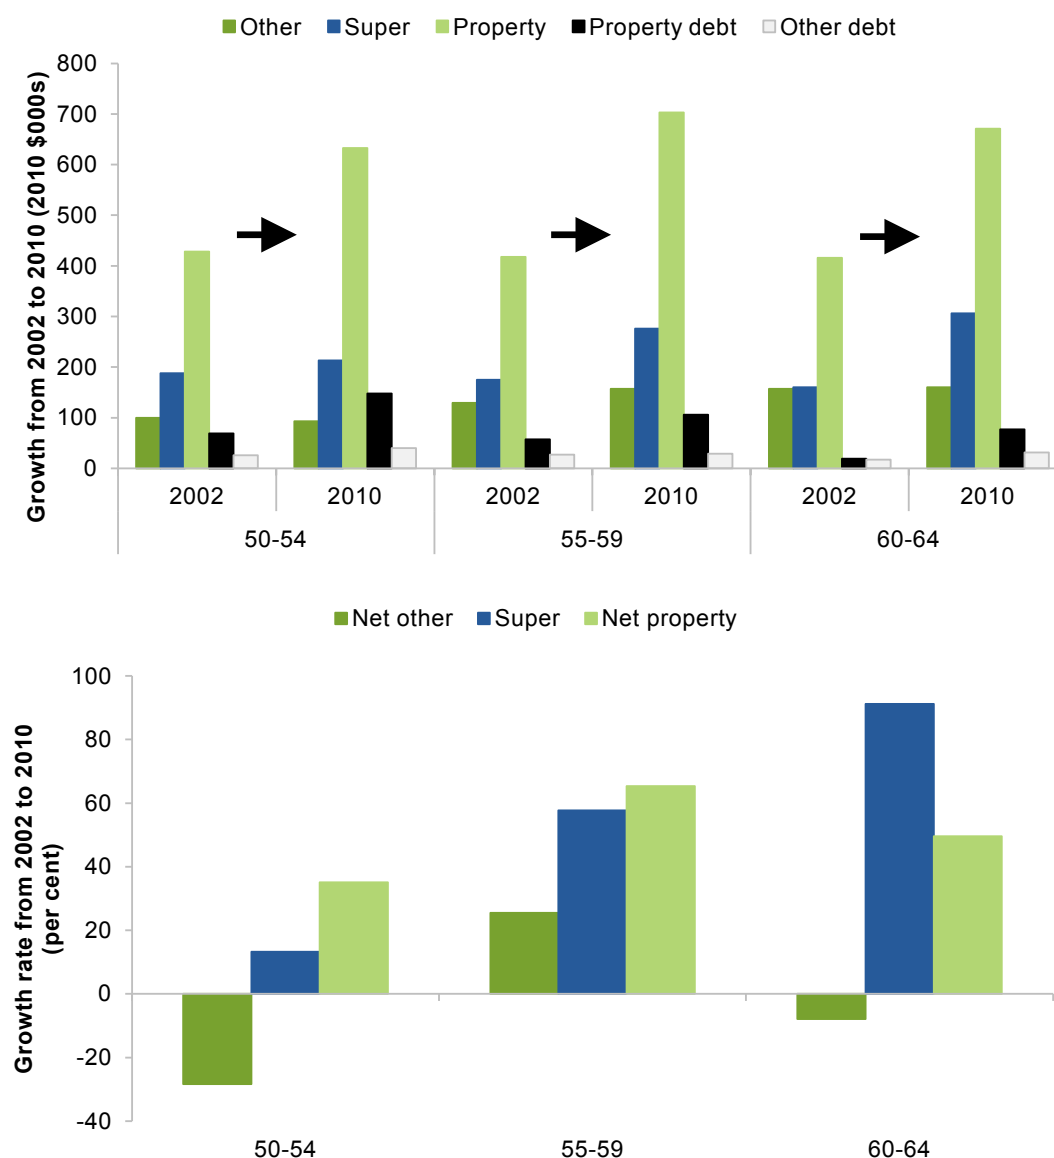 Other Super Property Property debt Other debt
Growth from 2002 to 2010 (2010 $000s)
800
700
600
500
400
300
200
100
0
2002 2010 2002 2010 2002 2010
50-54 55-59 60-64
Net other Super Net property
Growth rate from 2002 to 2010
(per cent)
100
80
60
40
20
0
-20
-40
50-54 55-59 60-64